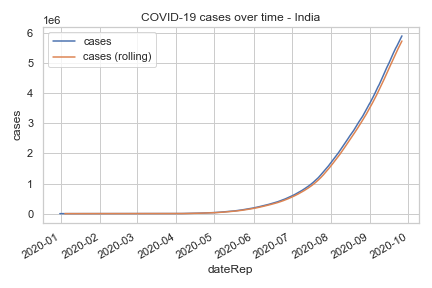 COVID-19 cases over time - India
1e6
cases
cases (rolling)
6
5
4
3
2
1
0
cases
2020-01
2020-02
2020-03
2020-04
2020-05
2020-06
2020-07
2020-08
2020-09
2020-10
dateRep